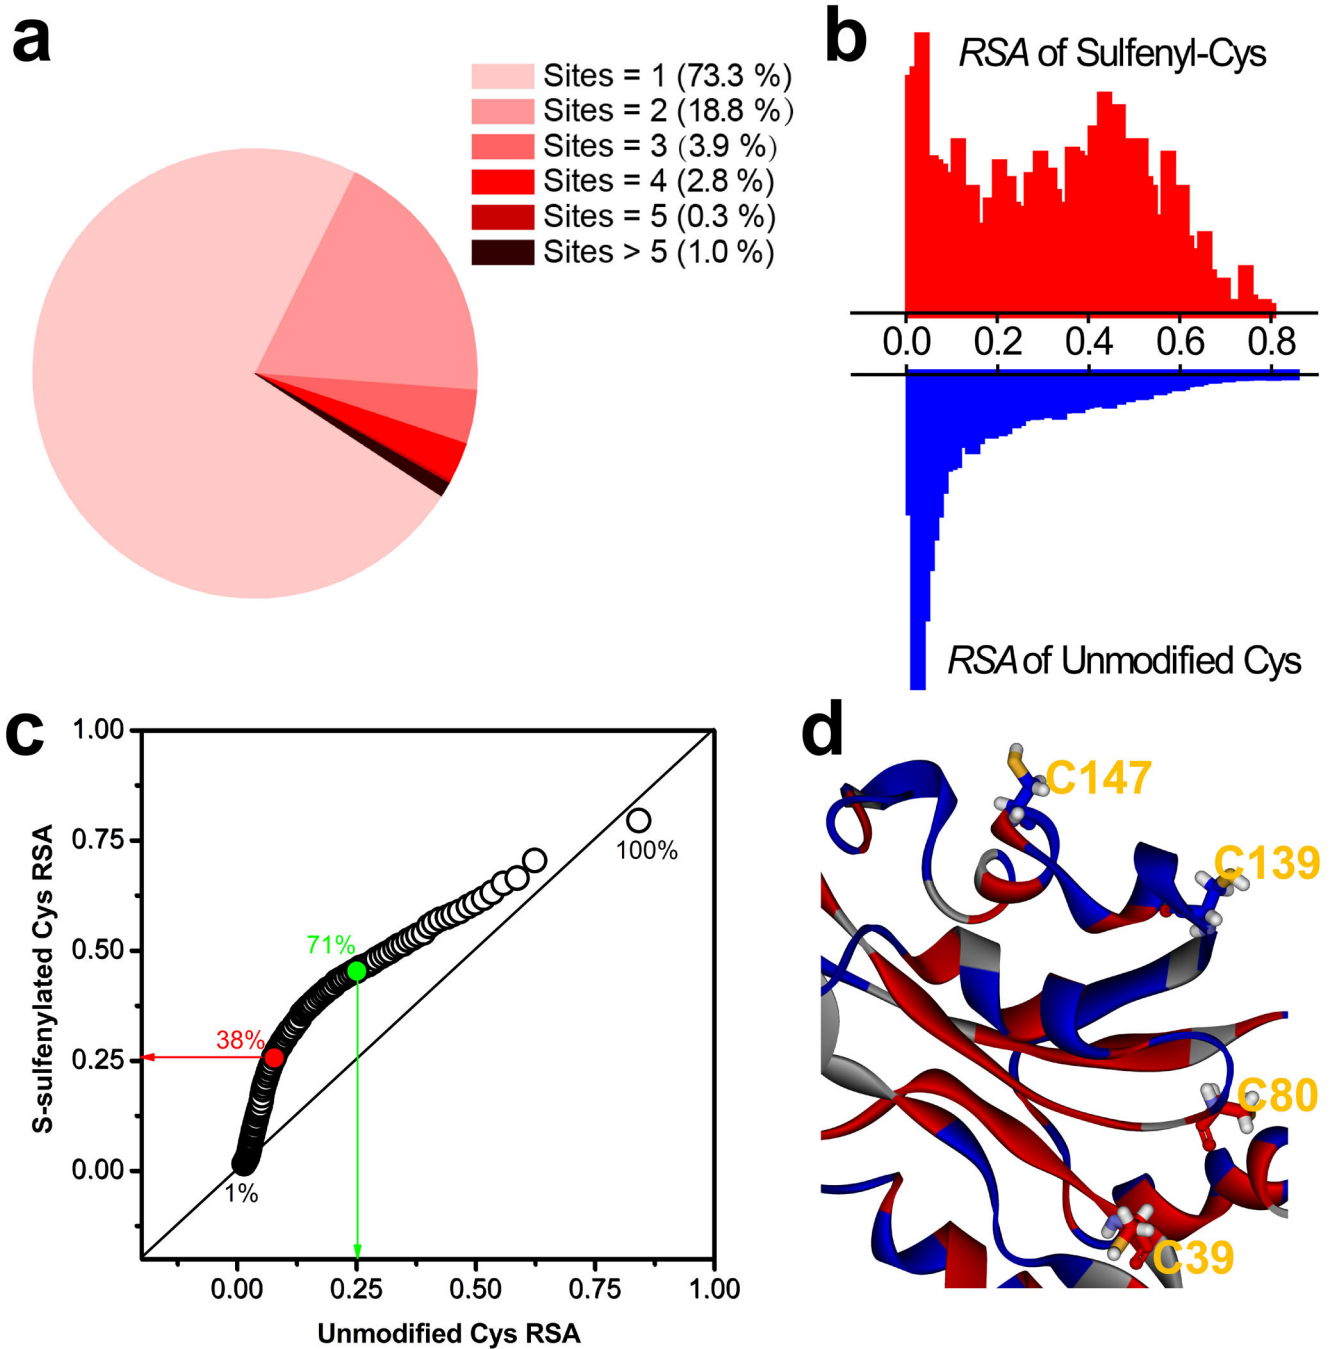 a
Sites = 1 (73.3 %)
Sites = 2 (18.8 %)
Sites = 3 (3.9 %)
Sites = 4 (2.8 %)
Sites = 5 (0.3 %)
Sites > 5 (1.0 %)
b
RSA of Sulfenyl-Cys
0.0 0.2 0.4 0.6 0.8
RSA of Unmodified Cys
c
S-sulfenylated Cys RSA
1.00
0.75
0.50
0.25
0.00
100%
71%
38%
1%
0.00 0.25 0.50 0.75 1.00
Unmodified Cys RSA
d
C147
C139
C80
C39